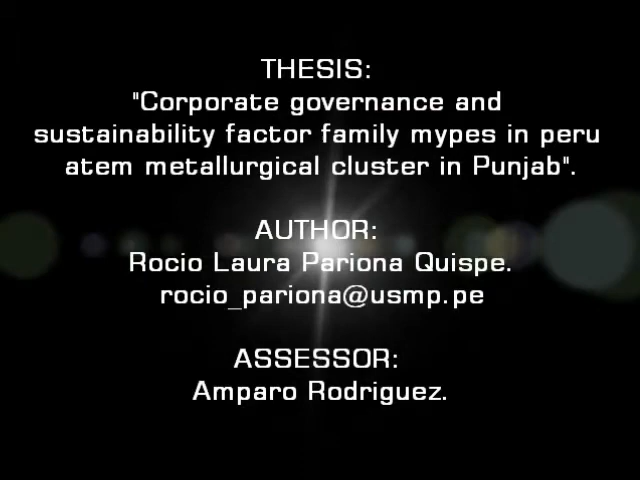 THESIS:
"Corporate governance and
sustainability factor family mypes in peru
atem metallurgical cluster in Punjab".
AUTHOR:
Rocio Laura Pariona Quispe.
rocio_pariona@usmp.pe
ASSESSOR:
Amparo Rodriguez.